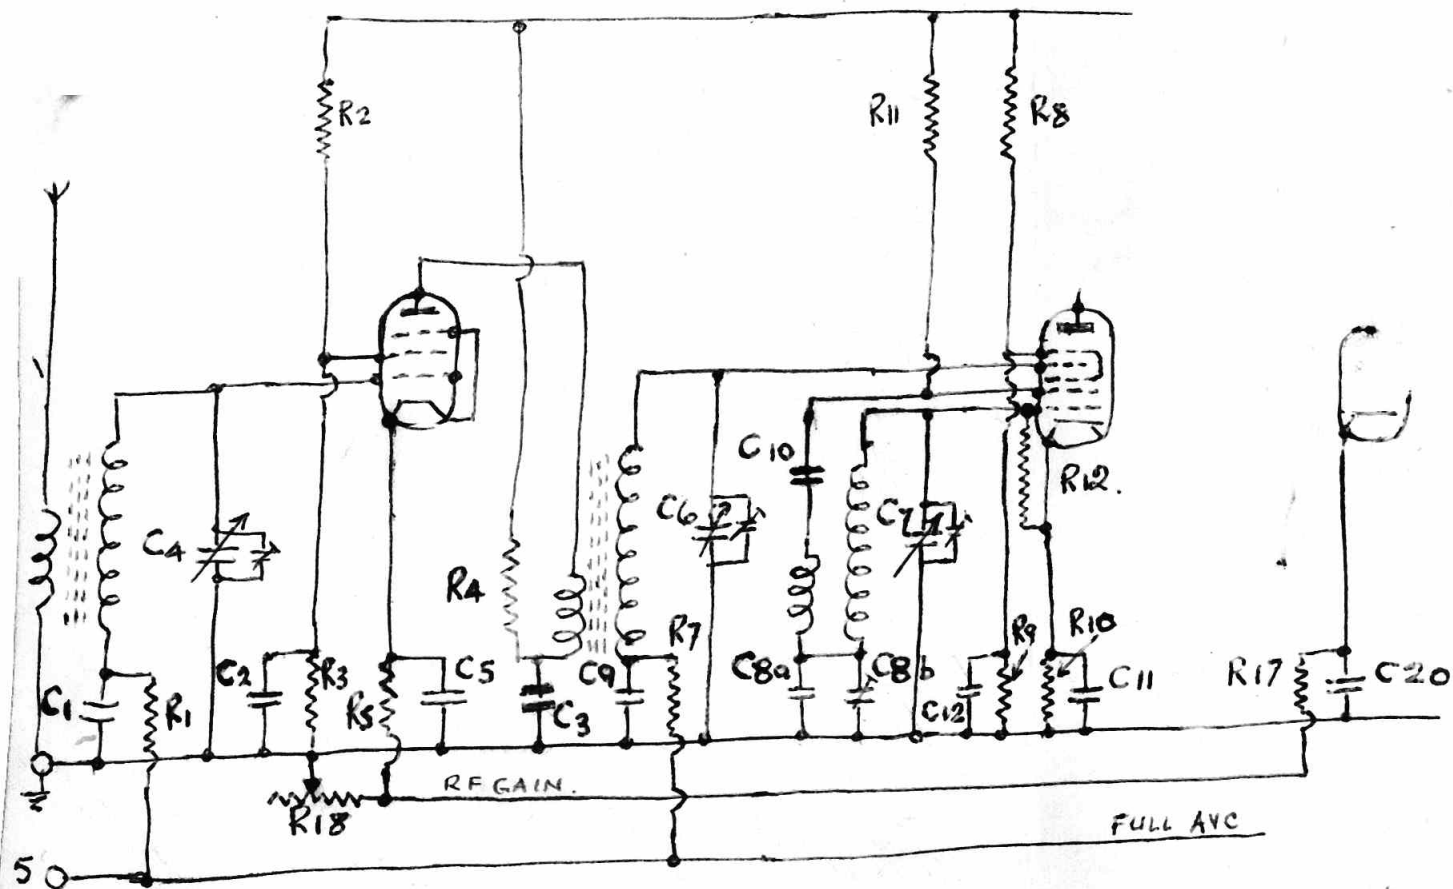 R2
R11
R8
C10
R12.
C4
C6
C7
R4
R7
R9
R10
C2
R3
C5
C9
C8a
C8b
C11
R17
C20
C1
R1
R5
C3
C12
RF GAIN.
R18
FULL AVC
5